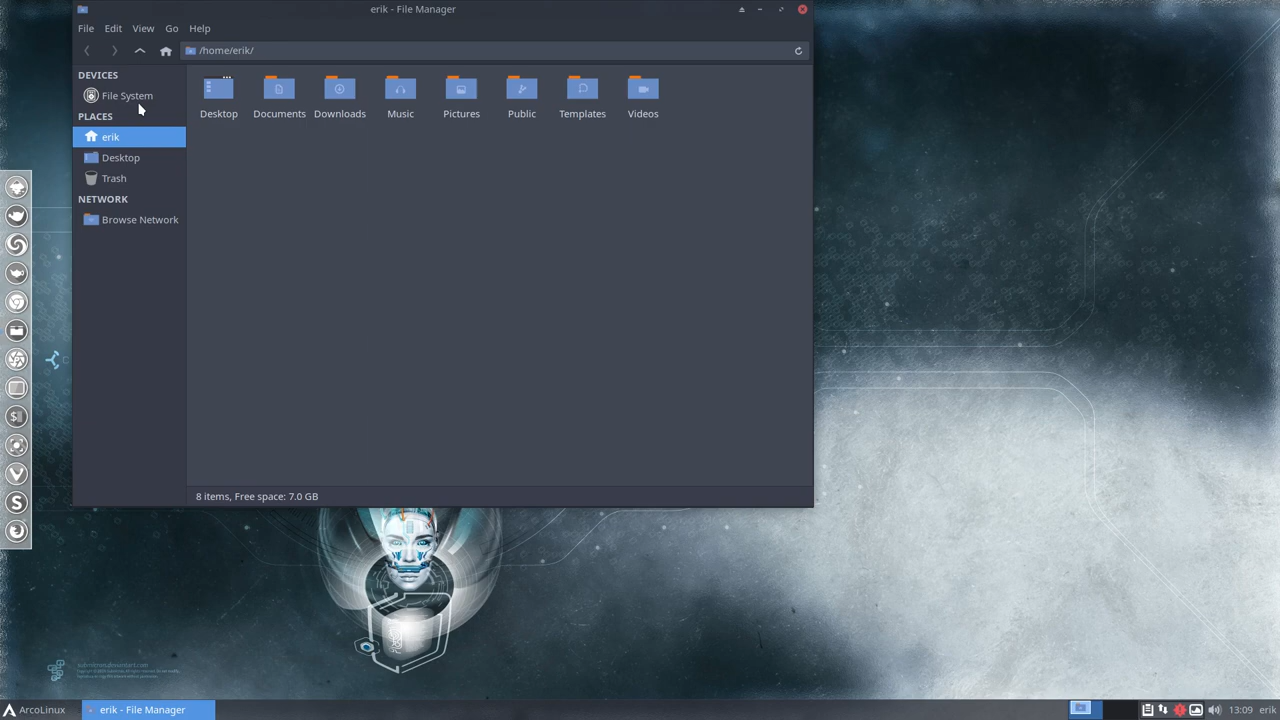 erik - File Manager
File Edit View Go Help
/home/erik/
DEVICES
File System
PLACES
erik
Desktop
Trash
NETWORK
Browse Network
Desktop Documents Downloads Music Pictures Public Templates Videos
8 items, Free space: 7.0 GB
ArcoLinux
erik - File Manager
13:09
erik